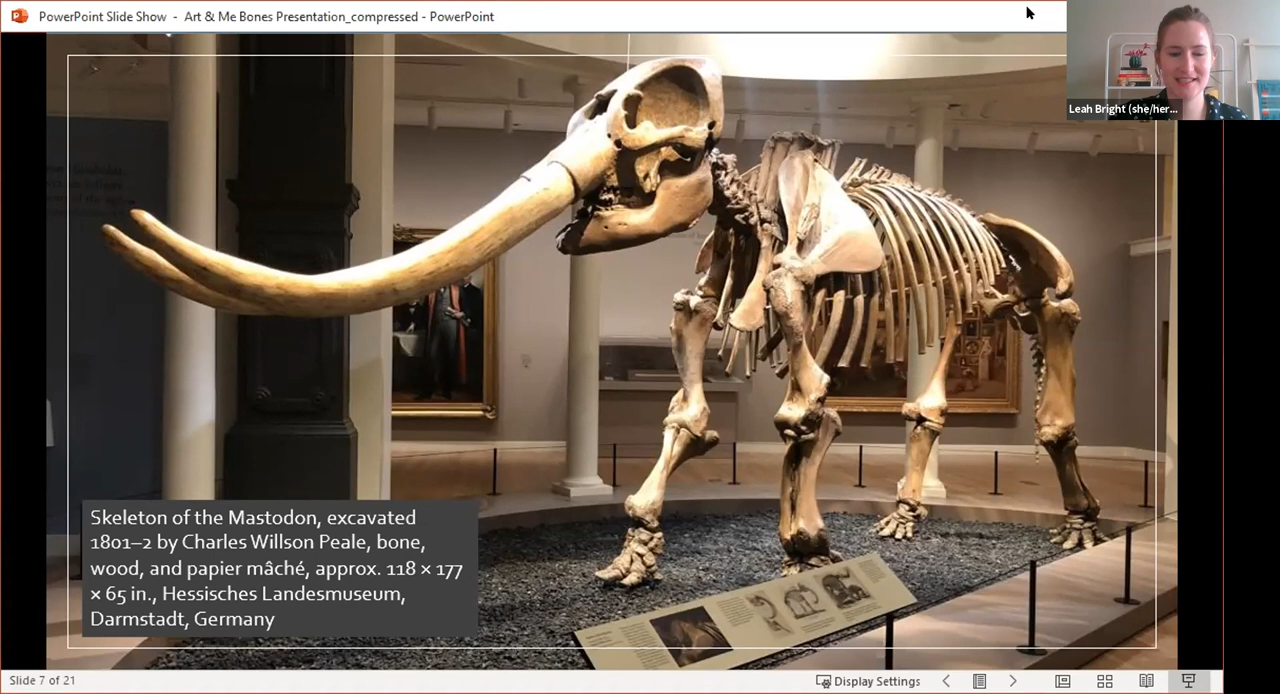 PowerPoint Slide Show - Art & Me Bones Presentation_compressed - PowerPoint
Leah Bright (she/her...
Skeleton of the Mastodon, excavated
1801–2 by Charles Willson Peale, bone,
wood, and papier mâché, approx. 118 × 177
× 65 in., Hessisches Landesmuseum,
Darmstadt, Germany
Slide 7 of 21
Display Settings